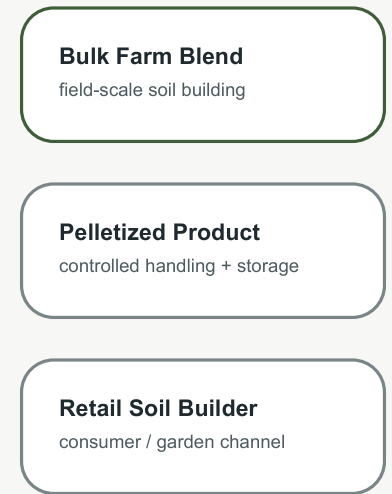 Bulk Farm Blend
field-scale soil building
Pelletized Product
controlled handling + storage
Retail Soil Builder
consumer / garden channel